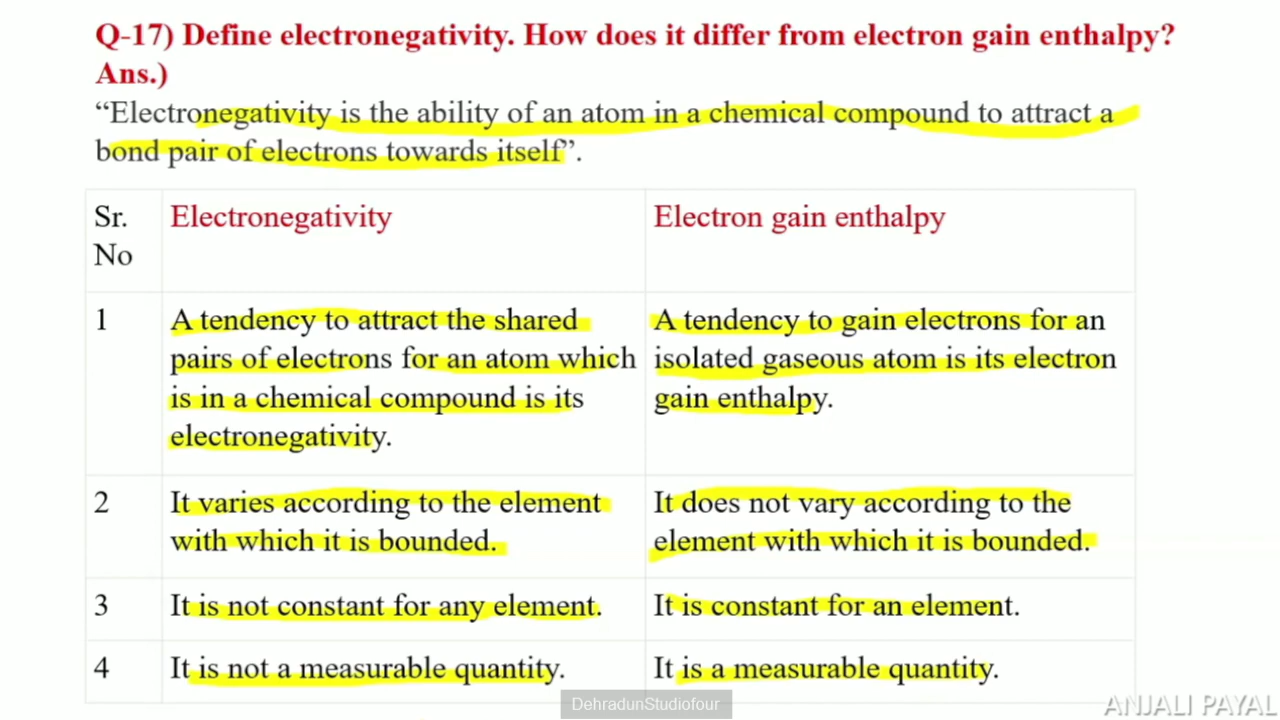 Q-17) Define electronegativity. How does it differ from electron gain enthalpy?
Ans.)
“Electronegativity is the ability of an atom in a chemical compound to attract a
bond pair of electrons towards itself”.
Sr.
No
Electronegativity
Electron gain enthalpy
1
A tendency to attract the shared
pairs of electrons for an atom which
is in a chemical compound is its
electronegativity.
A tendency to gain electrons for an
isolated gaseous atom is its electron
gain enthalpy.
2
It varies according to the element
with which it is bounded.
It does not vary according to the
element with which it is bounded.
3
It is not constant for any element.
It is constant for an element.
4
It is not a measurable quantity.
It is a measurable quantity.
DehradunStudiofour
ANJALI PAYAL